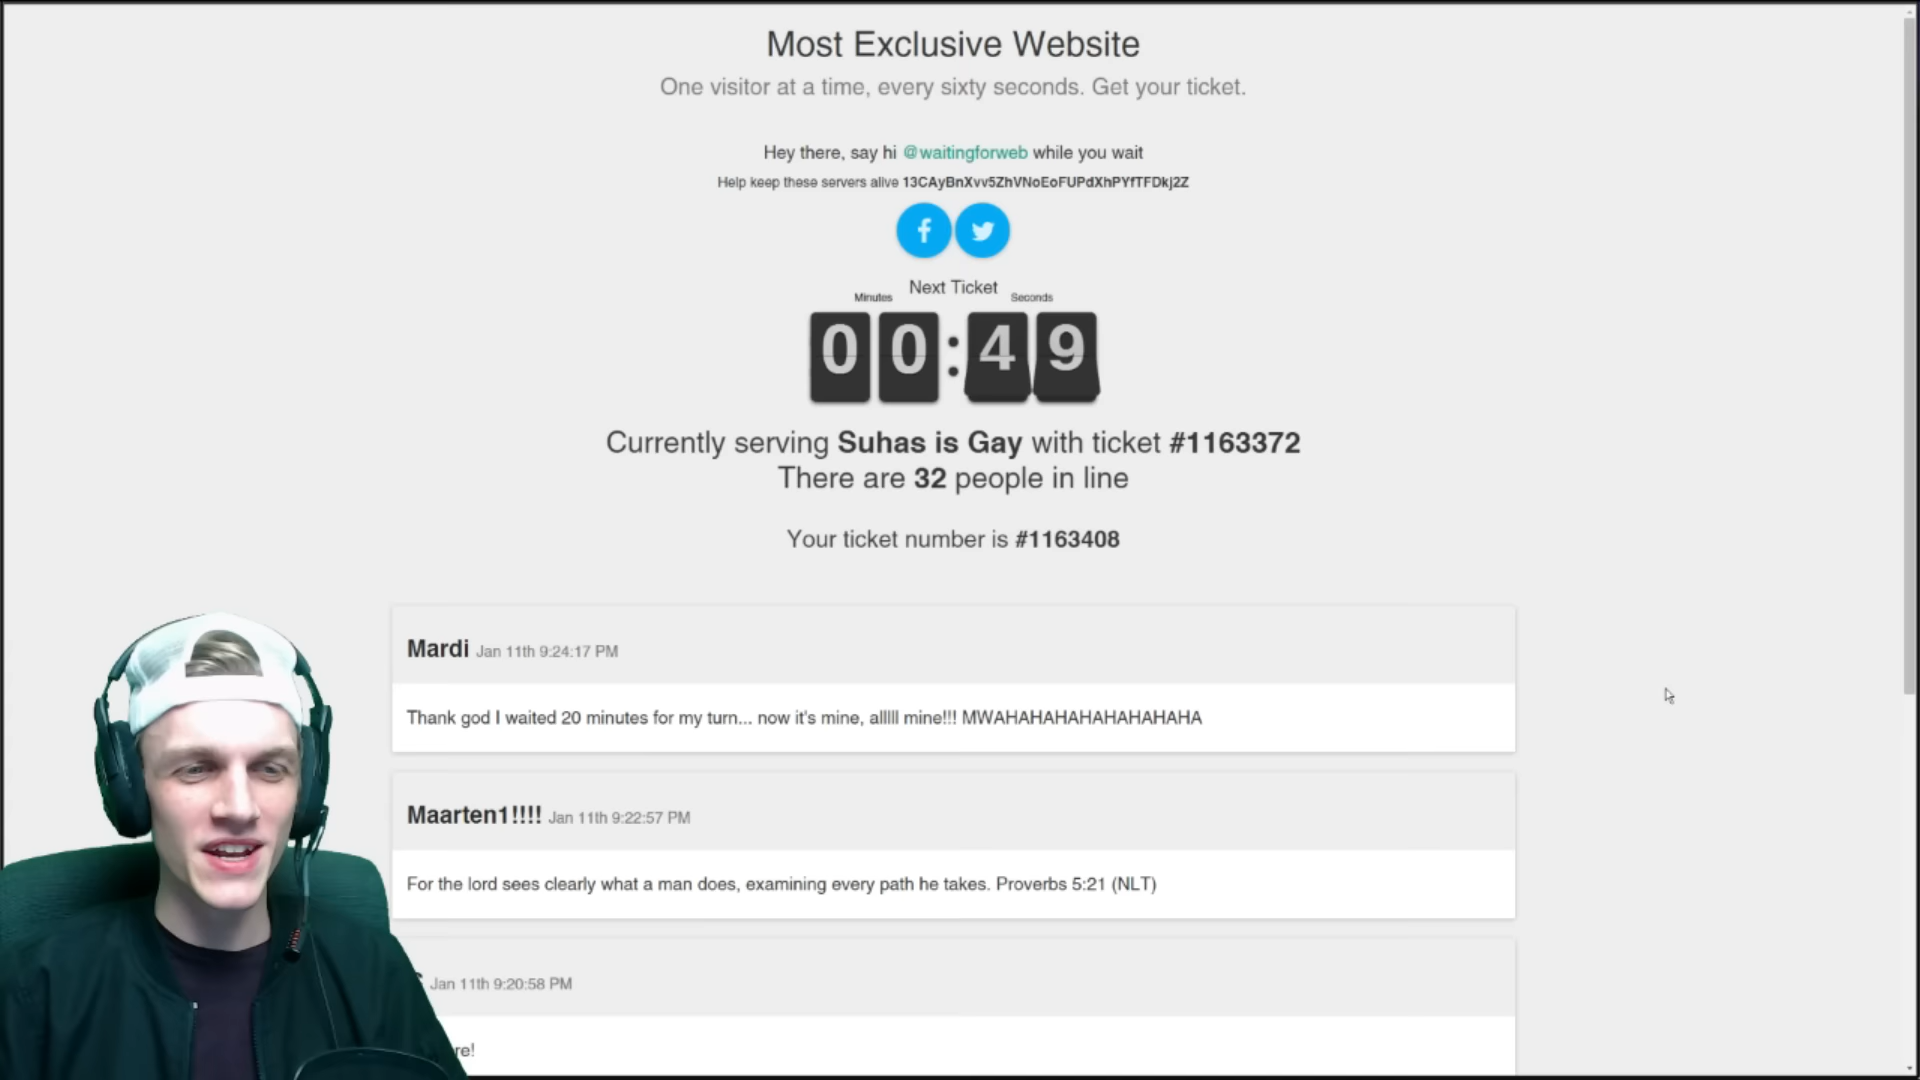 Most Exclusive Website
One visitor at a time, every sixty seconds. Get your ticket.
Hey there, say hi @waitingforweb while you wait
Help keep these servers alive 13CAyBnXvv5ZhVNoEoFUPdXhPYfTFDkj2Z
Next Ticket
Minutes Seconds
00:49
Currently serving Suhas is Gay with ticket #1163372
There are 32 people in line
Your ticket number is #1163408
Mardi Jan 11th 9:24:17 PM
Thank god I waited 20 minutes for my turn... now it's mine, alllll mine!!! MWAHAHAHAHAHAHAHAHA
Maarten1!!!! Jan 11th 9:22:57 PM
For the lord sees clearly what a man does, examining every path he takes. Proverbs 5:21 (NLT)
Jan 11th 9:20:58 PM